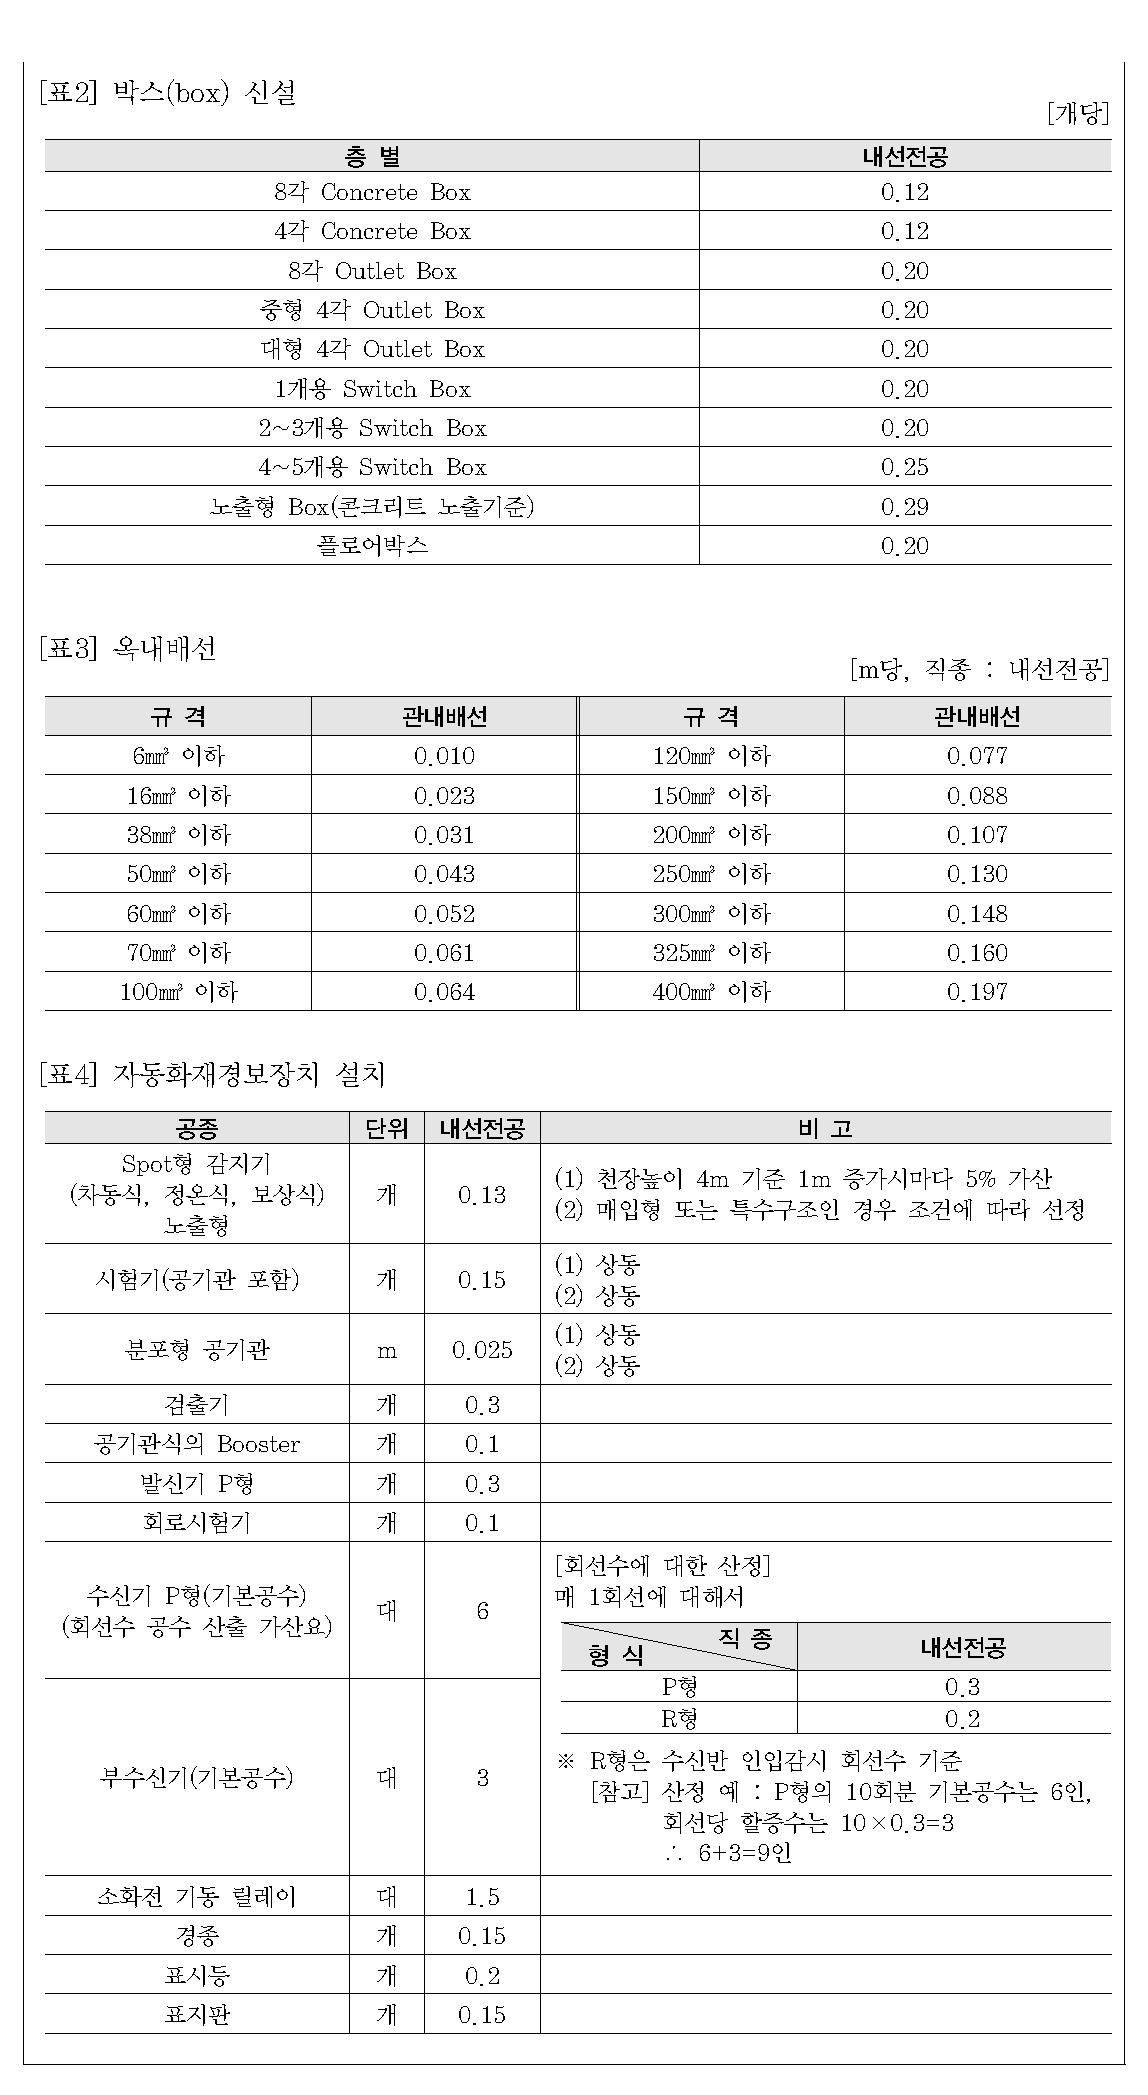 [표2] 박스(box) 신설
[개당]
층 별 내선전공
8각 Concrete Box 0.12
4각 Concrete Box 0.12
8각 Outlet Box 0.20
중형 4각 Outlet Box 0.20
대형 4각 Outlet Box 0.20
1개용 Switch Box 0.20
2~3개용 Switch Box 0.20
4~5개용 Switch Box 0.25
노출형 Box(콘크리트 노출기준) 0.29
플로어박스 0.20
[표3] 옥내배선
[m당, 직종 : 내선전공]
규 격 관내배선 규 격 관내배선
6㎟ 이하 0.010 120㎟ 이하 0.077
16㎟ 이하 0.023 150㎟ 이하 0.088
38㎟ 이하 0.031 200㎟ 이하 0.107
50㎟ 이하 0.043 250㎟ 이하 0.130
60㎟ 이하 0.052 300㎟ 이하 0.148
70㎟ 이하 0.061 325㎟ 이하 0.160
100㎟ 이하 0.064 400㎟ 이하 0.197
[표4] 자동화재경보장치 설치
공종 단위 내선전공 비 고
Spot형 감지기
(차동식, 정온식, 보상식)
노출형
개 0.13
(1) 천장높이 4m 기준 1m 증가시마다 5% 가산
(2) 매입형 또는 특수구조인 경우 조건에 따라 선정
시험기(공기관 포함) 개 0.15
(1) 상동
(2) 상동
분포형 공기관 m 0.025
(1) 상동
(2) 상동
검출기 개 0.3
공기관식의 Booster 개 0.1
발신기 P형 개 0.3
회로시험기 개 0.1
수신기 P형(기본공수)
(회선수 공수 산출 가산요)
대 6
[회선수에 대한 산정]
매 1회선에 대해서
직 종
형 식
내선전공
P형 0.3
R형 0.2
부수신기(기본공수) 대 3
※ R형은 수신반 인입감시 회선수 기준
[참고] 산정 예 : P형의 10회분 기본공수는 6인,
회선당 할증수는 10×0.3=3
∴ 6+3=9인
소화전 기동 릴레이 대 1.5
경종 개 0.15
표시등 개 0.2
표지판 개 0.15